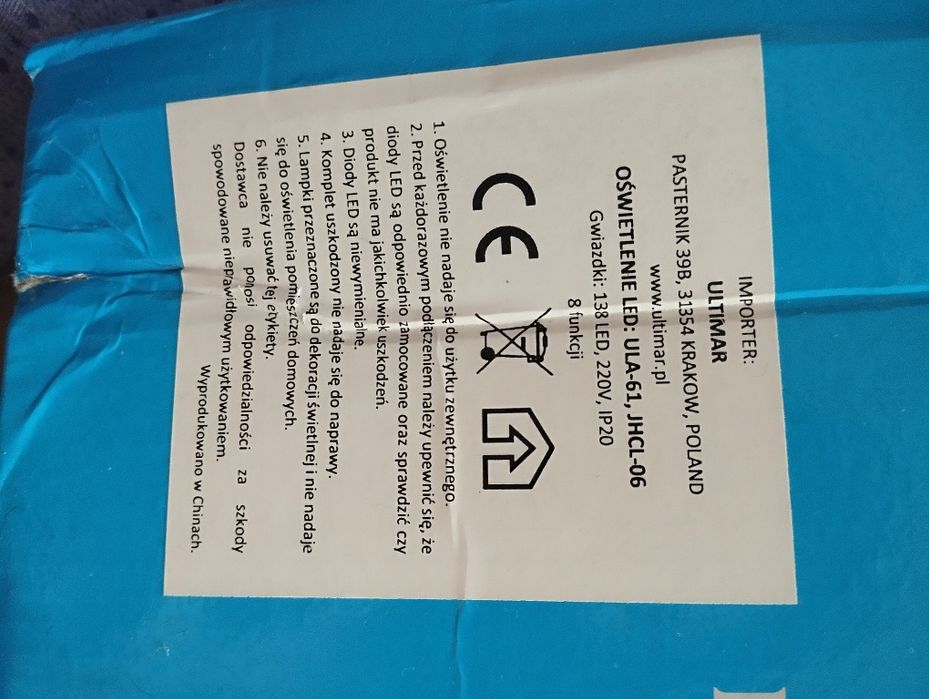 IMPORTER:
ULTIMAR
PASTERNIK 39B, 31354 KRAKOW, POLAND
www.ultimar.pl
OŚWIETLENIE LED: ULA-61, JHCL-06
Gwiazdki: 138 LED, 220V, IP20
8 funkcji
CE
1. Oświetlenie nie nadaje się do użytku zewnętrznego.
2. Przed każdorazowym podłączeniem należy upewnić się, że
diody LED są odpowiednio zamocowane oraz sprawdzić czy
produkt nie ma jakichkolwiek uszkodzeń.
3. Diody LED są niewymienialne.
4. Komplet uszkodzony nie nadaje się do naprawy.
5. Lampki przeznaczone są do dekoracji świetlnej i nie nadaje
się do oświetlenia pomieszczeń domowych.
6. Nie należy usuwać tej etykiety.
Dostawca nie ponosi odpowiedzialności za szkody
spowodowane nieprawidłowym użytkowaniem.
Wyprodukowano w Chinach.